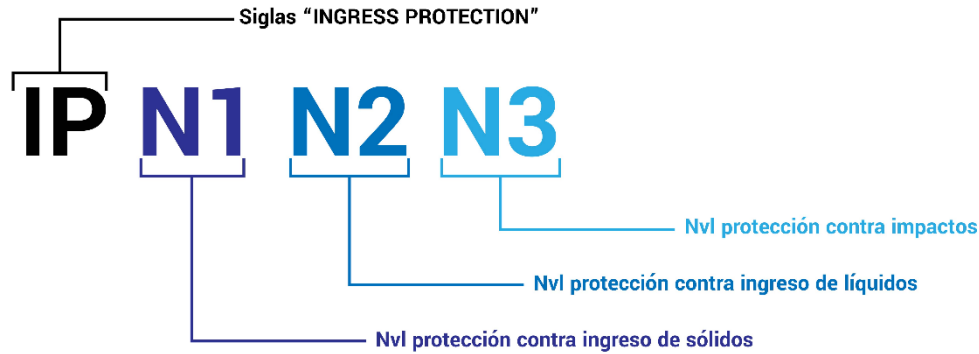 Siglas “INGRESS PROTECTION”
IP N1 N2 N3
Nvl protección contra impactos
Nvl protección contra ingreso de líquidos
Nvl protección contra ingreso de sólidos